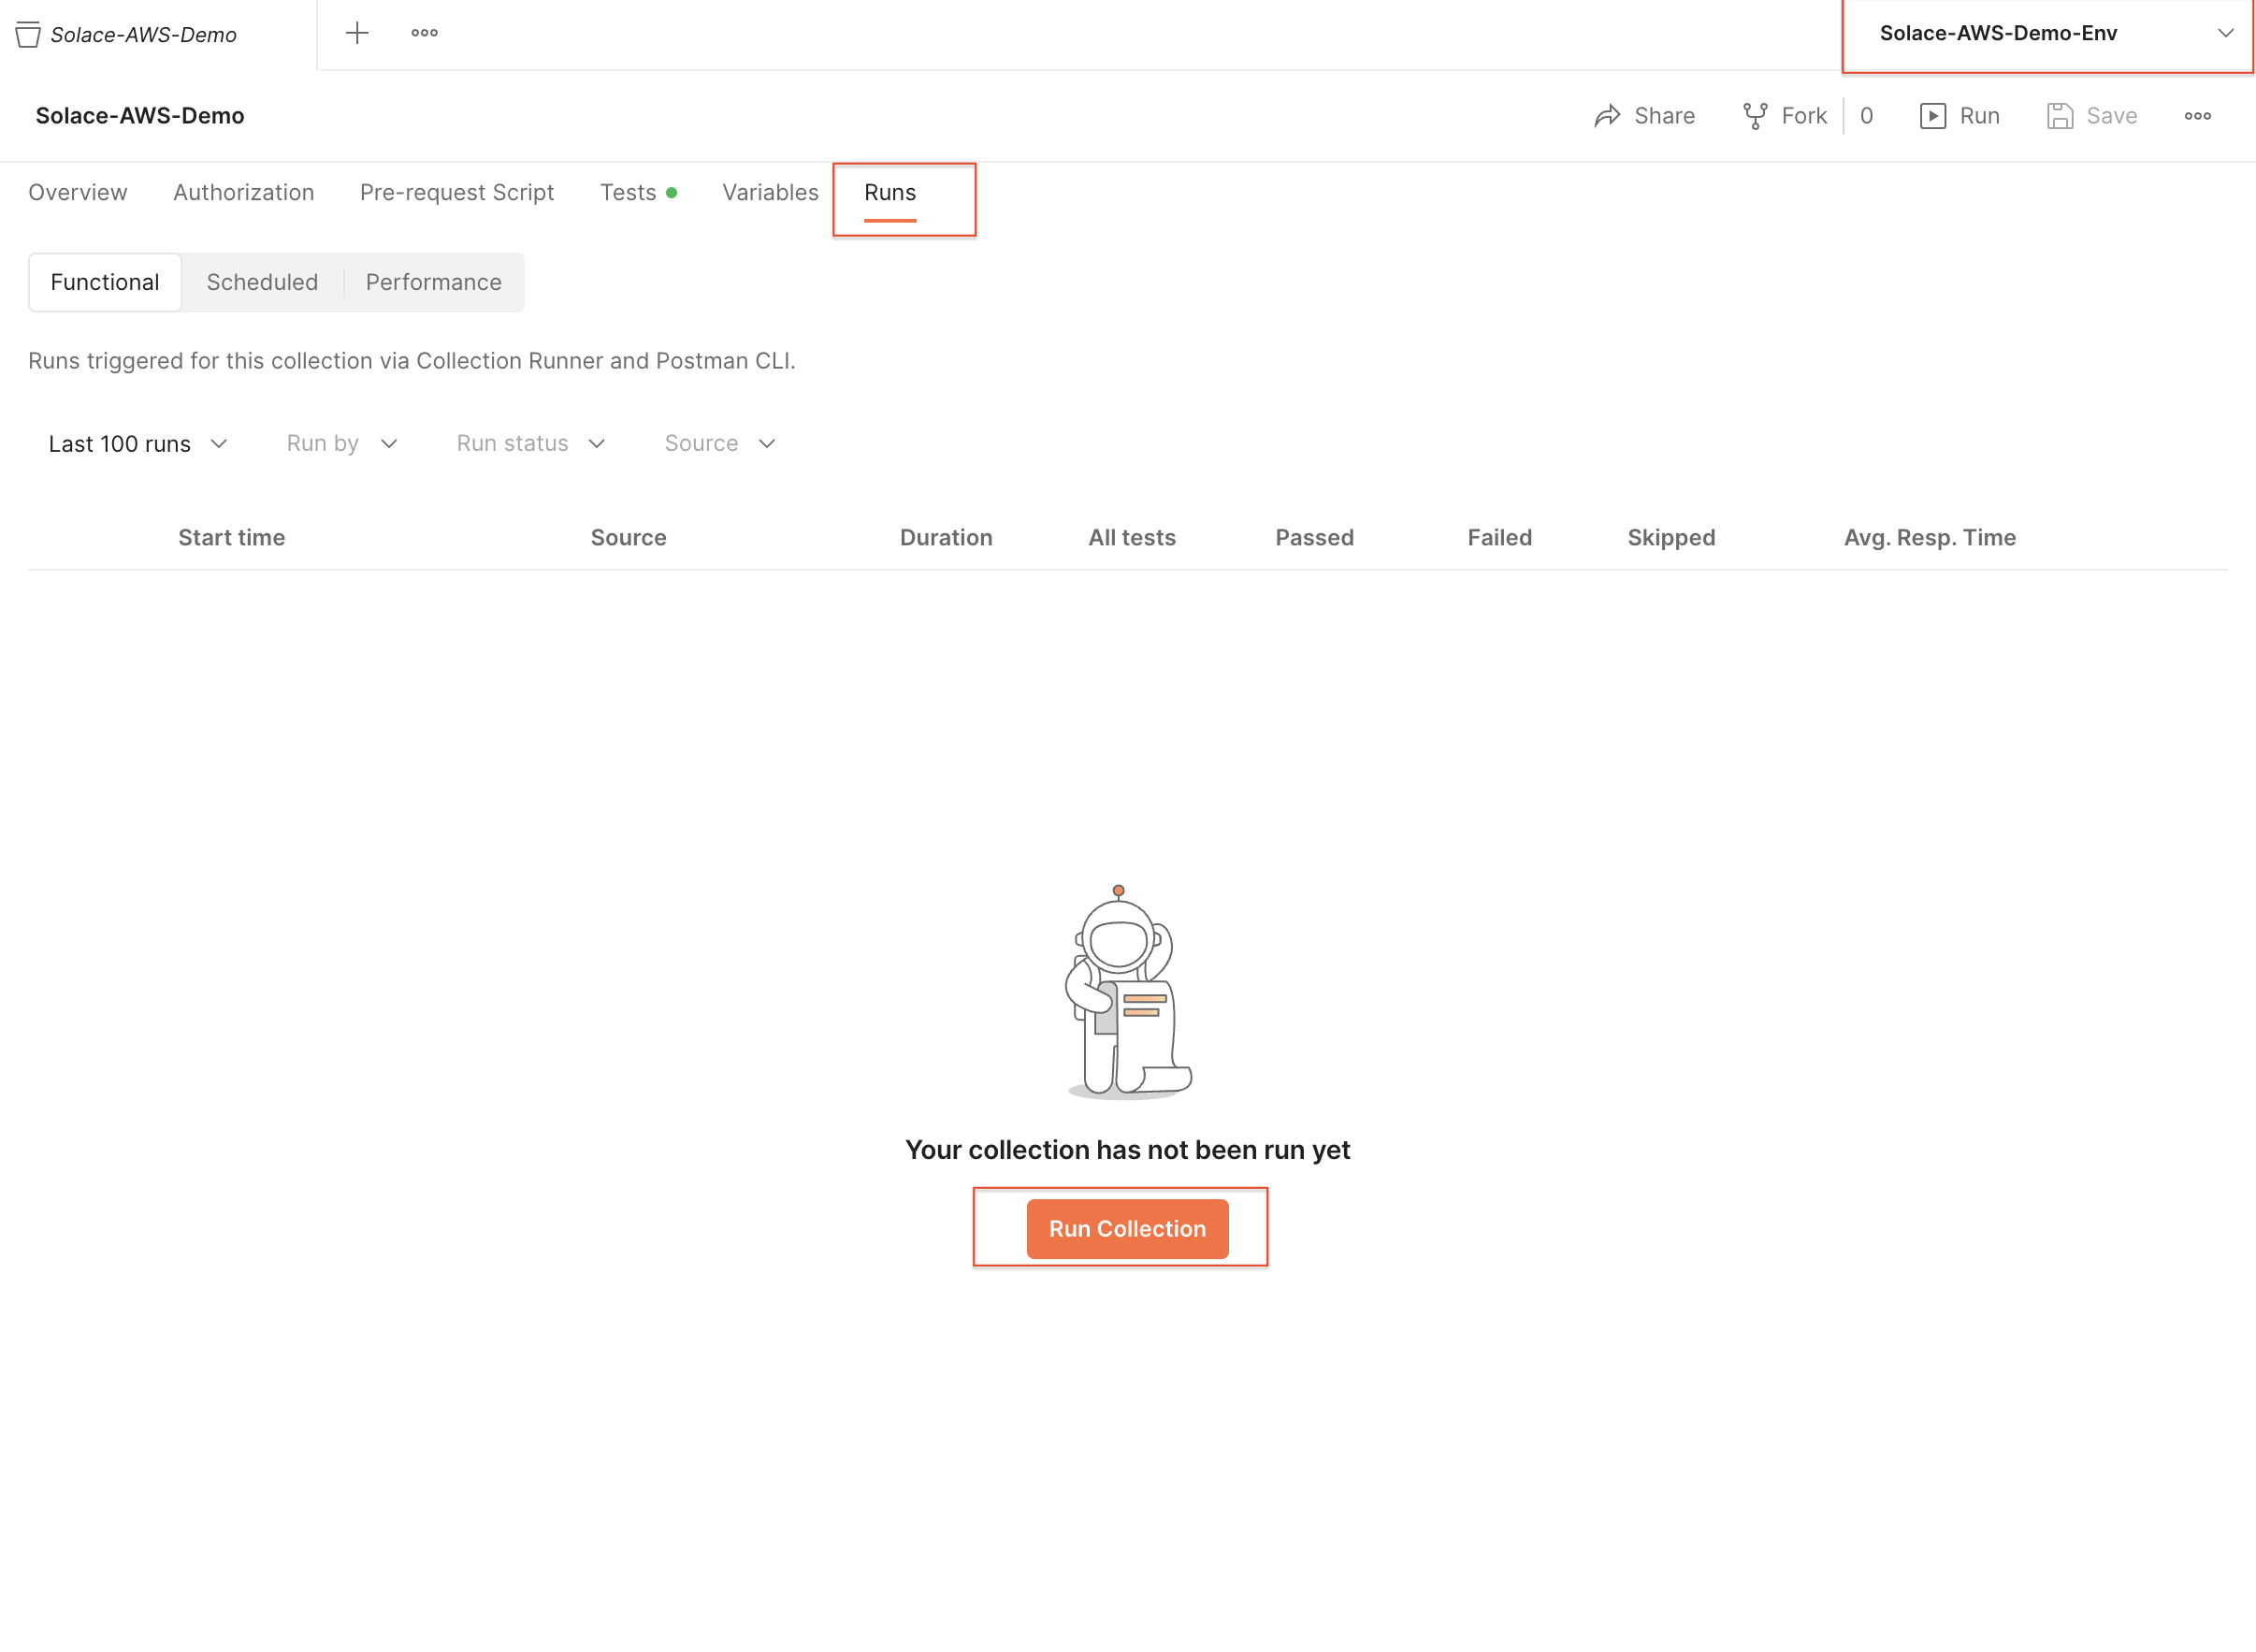 Solace-AWS-Demo
Solace-AWS-Demo-Env
Solace-AWS-Demo
Share
Fork
0
Run
Save
Overview
Authorization
Pre-request Script
Tests
Variables
Runs
Functional
Scheduled
Performance
Runs triggered for this collection via Collection Runner and Postman CLI.
Last 100 runs
Run by
Run status
Source
Start time
Source
Duration
All tests
Passed
Failed
Skipped
Avg. Resp. Time
Your collection has not been run yet
Run Collection